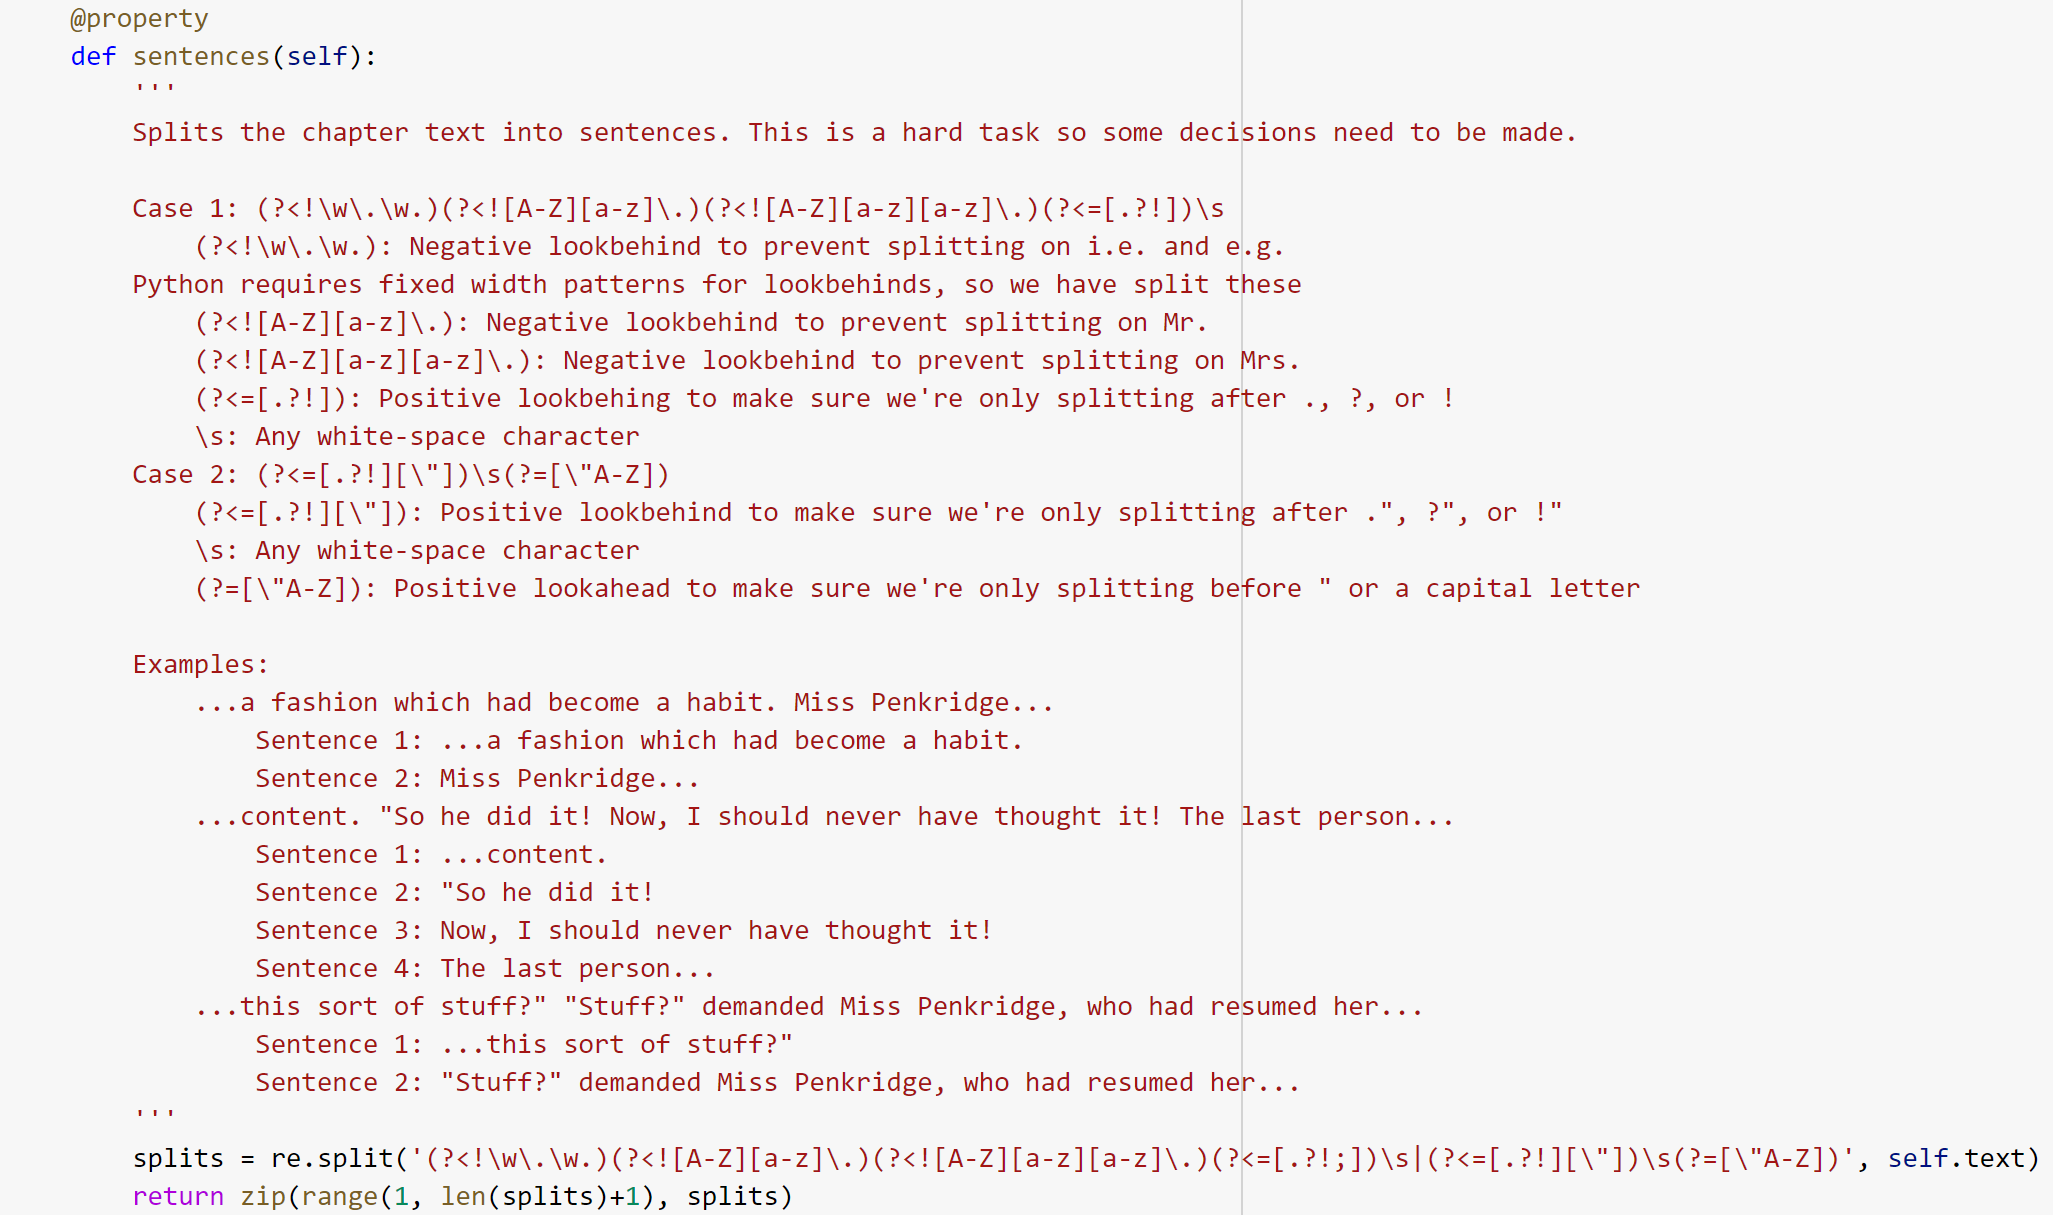 @property
def sentences(self):
'''
Splits the chapter text into sentences. This is a hard task so some decisions need to be made.
Case 1: (?<!\w\.\w.)(?<![A-Z][a-z]\.)(?<![A-Z][a-z][a-z]\.)(?<=[.?!])\s
(?<!\w\.\w.): Negative lookbehind to prevent splitting on i.e. and e.g.
Python requires fixed width patterns for lookbehinds, so we have split these
(?<![A-Z][a-z]\.): Negative lookbehind to prevent splitting on Mr.
(?<![A-Z][a-z][a-z]\.): Negative lookbehind to prevent splitting on Mrs.
(?<=[.?!]): Positive lookbehing to make sure we're only splitting after ., ?, or !
\s: Any white-space character
Case 2: (?<=[.?!][\"])\s(?=[\"A-Z])
(?<=[.?!][\"]): Positive lookbehind to make sure we're only splitting after .", ?", or !"
\s: Any white-space character
(?=[\"A-Z]): Positive lookahead to make sure we're only splitting before " or a capital letter
Examples:
...a fashion which had become a habit. Miss Penkridge...
Sentence 1: ...a fashion which had become a habit.
Sentence 2: Miss Penkridge...
...content. "So he did it! Now, I should never have thought it! The last person...
Sentence 1: ...content.
Sentence 2: "So he did it!
Sentence 3: Now, I should never have thought it!
Sentence 4: The last person...
...this sort of stuff?" "Stuff?" demanded Miss Penkridge, who had resumed her...
Sentence 1: ...this sort of stuff?"
Sentence 2: "Stuff?" demanded Miss Penkridge, who had resumed her...
'''
splits = re.split('(?<!\w\.\w.)(?<![A-Z][a-z]\.)(?<![A-Z][a-z][a-z]\.)(?<=[.?!;])\s|(?<=[.?!][\"])\s(?=[\"A-Z])', self.text)
return zip(range(1, len(splits)+1), splits)